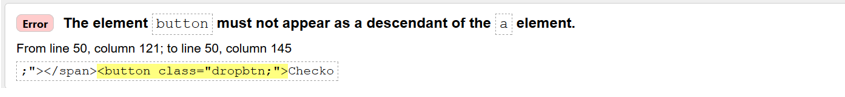 Error The element button must not appear as a descendant of the a element.
From line 50, column 121; to line 50, column 145
;"></span><button class="dropbtn;">Checko